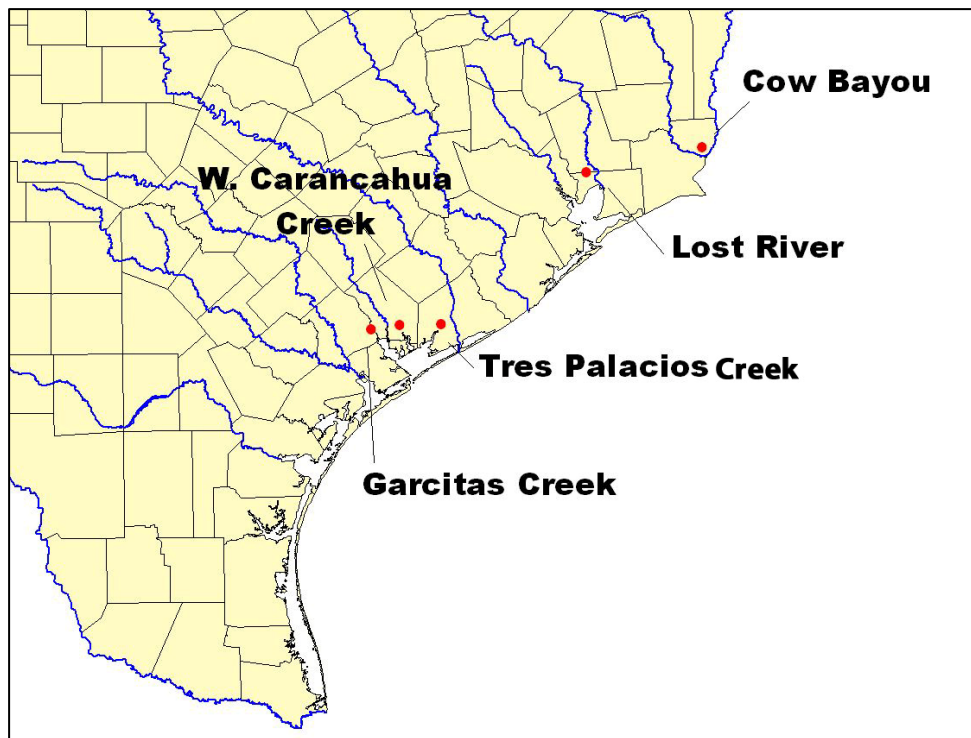 Cow Bayou
W. Carancahua
Creek
Lost River
Tres Palacios Creek
Garcitas Creek